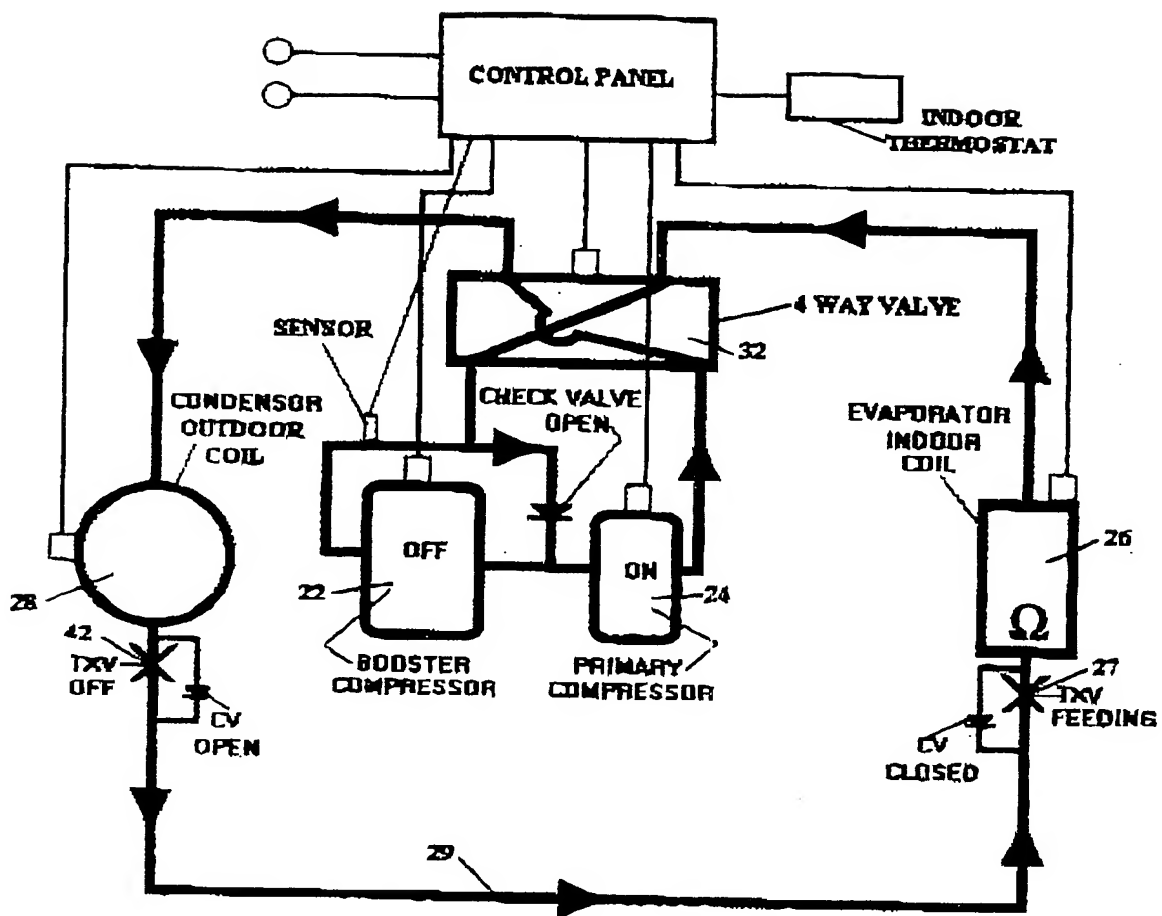 CONTROL PANEL
INDOOR
THERMOSTAT
4 WAY VALVE
32
SENSOR
CHECK VALVE
OPEN
CONDENSOR
OUTDOOR
COIL
EVAPORATOR
INDOOR
COIL
OFF
22
ON
24
26
Ω
28
42
TXV
OFF
CV
OPEN
BOOSTER
COMPRESSOR
PRIMARY
COMPRESSOR
27
TXV
FEEDING
CV
CLOSED
29